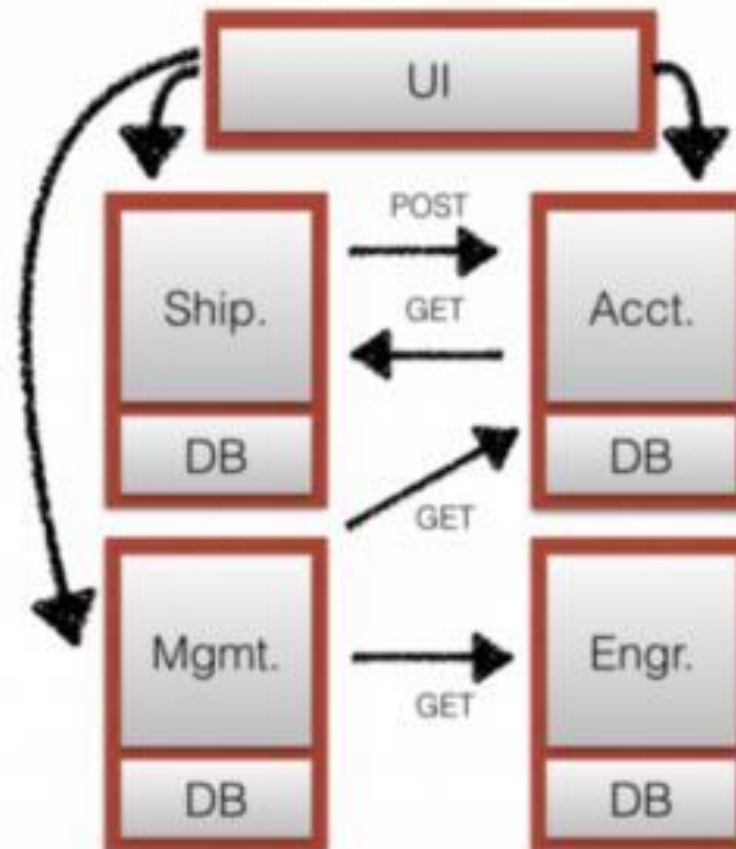 UI
POST
Ship.
GET
Acct.
DB
DB
GET
Mgmt.
Engr.
GET
DB
DB